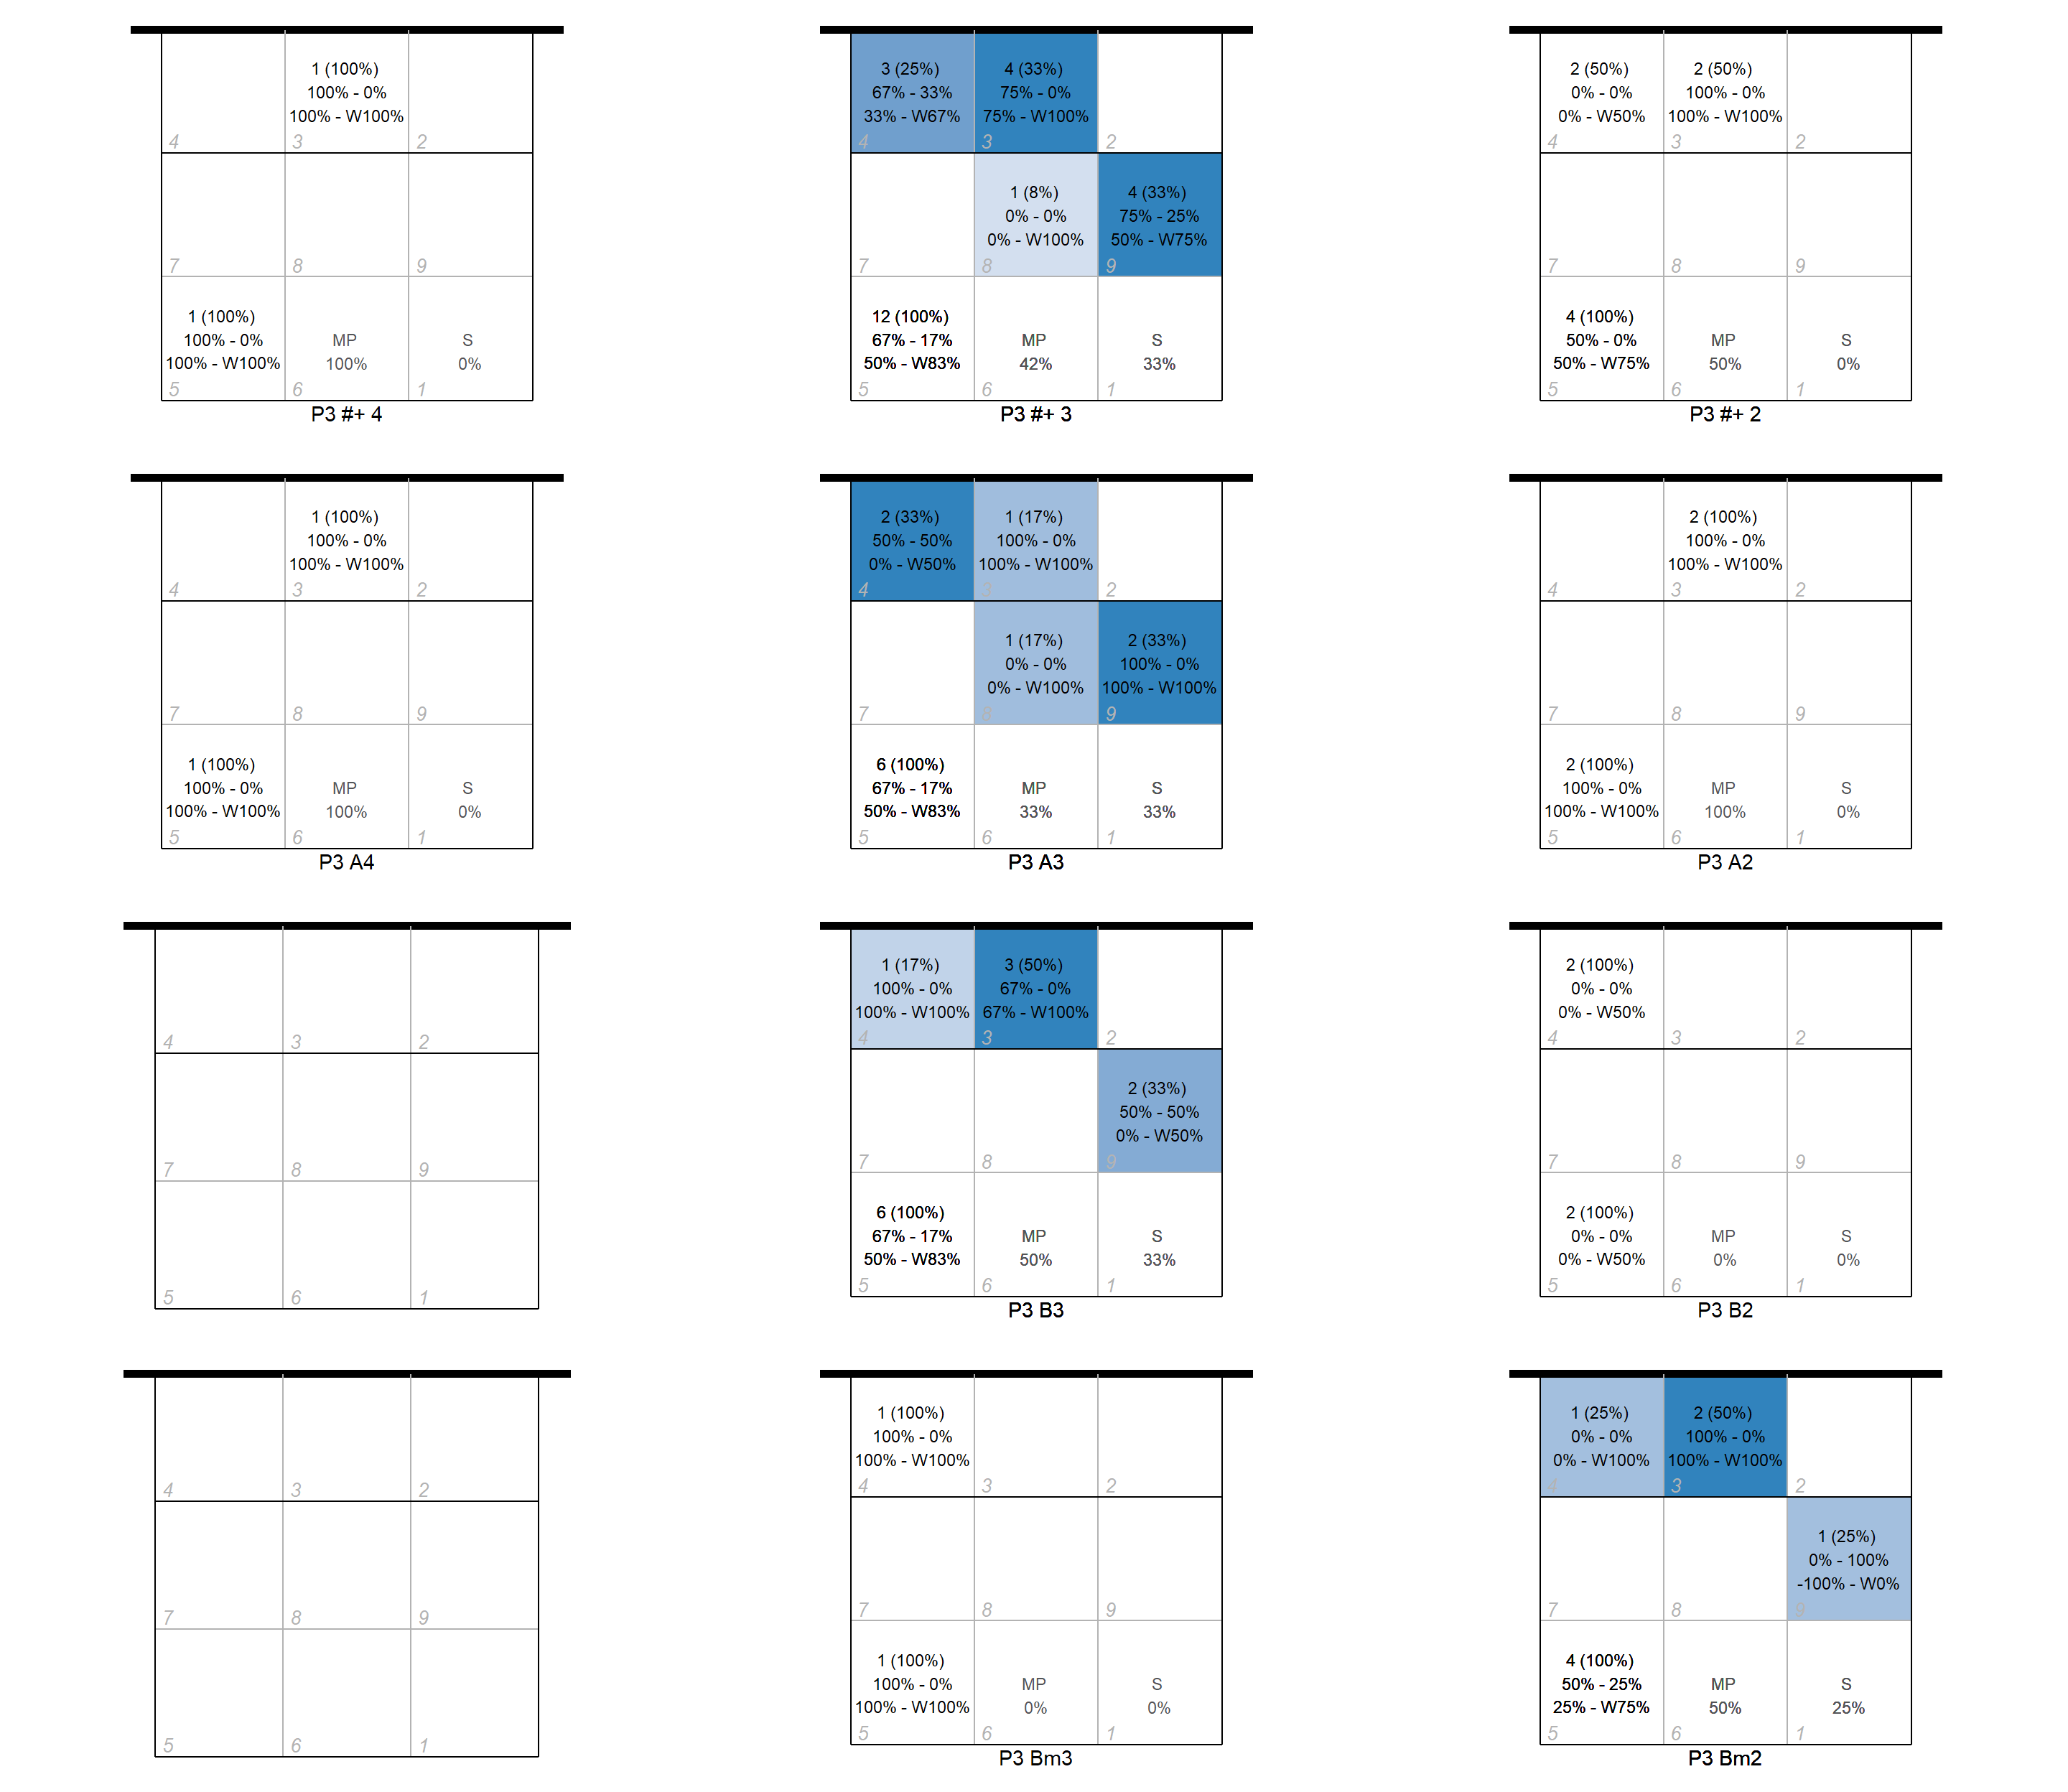 1 (100%)
100% - 0%
100% - W100%
4
3
2
7
8
9
1 (100%)
100% - 0%
100% - W100%
MP
100%
S
0%
5
6
1
P3 #+ 4
3 (25%)
67% - 33%
33% - W67%
4 (33%)
75% - 0%
75% - W100%
4
3
2
1 (8%)
0% - 0%
0% - W100%
4 (33%)
75% - 25%
50% - W75%
7
8
9
12 (100%)
67% - 17%
50% - W83%
MP
42%
S
33%
5
6
1
P3 #+ 3
2 (50%)
0% - 0%
0% - W50%
2 (50%)
100% - 0%
100% - W100%
4
3
2
7
8
9
4 (100%)
50% - 0%
50% - W75%
MP
50%
S
0%
5
6
1
P3 #+ 2
1 (100%)
100% - 0%
100% - W100%
4
3
2
7
8
9
1 (100%)
100% - 0%
100% - W100%
MP
100%
S
0%
5
6
1
P3 A4
2 (33%)
50% - 50%
0% - W50%
1 (17%)
100% - 0%
100% - W100%
4
3
2
1 (17%)
0% - 0%
0% - W100%
2 (33%)
100% - 0%
100% - W100%
7
8
9
6 (100%)
67% - 17%
50% - W83%
MP
33%
S
33%
5
6
1
P3 A3
2 (100%)
100% - 0%
100% - W100%
4
3
2
7
8
9
2 (100%)
100% - 0%
100% - W100%
MP
100%
S
0%
5
6
1
P3 A2
4
3
2
7
8
9
5
6
1
1 (17%)
100% - 0%
100% - W100%
3 (50%)
67% - 0%
67% - W100%
4
3
2
2 (33%)
50% - 50%
0% - W50%
7
8
9
6 (100%)
67% - 17%
50% - W83%
MP
50%
S
33%
5
6
1
P3 B3
2 (100%)
0% - 0%
0% - W50%
4
3
2
7
8
9
2 (100%)
0% - 0%
0% - W50%
MP
0%
S
0%
5
6
1
P3 B2
4
3
2
7
8
9
5
6
1
1 (100%)
100% - 0%
100% - W100%
4
3
2
7
8
9
1 (100%)
100% - 0%
100% - W100%
MP
0%
S
0%
5
6
1
P3 Bm3
1 (25%)
0% - 0%
0% - W100%
2 (50%)
100% - 0%
100% - W100%
4
3
2
1 (25%)
0% - 100%
-100% - W0%
7
8
9
4 (100%)
50% - 25%
25% - W75%
MP
50%
S
25%
5
6
1
P3 Bm2